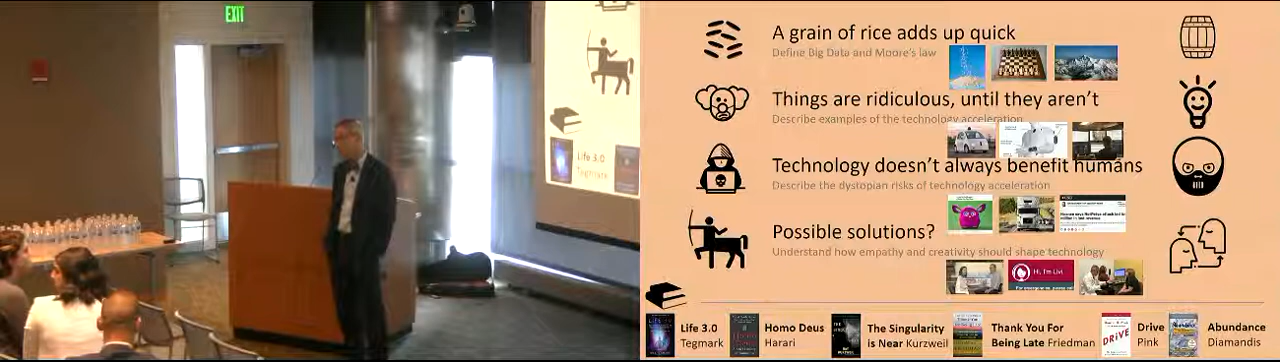 EXIT
Life 3.0
Tegmark
A grain of rice adds up quick
Define Big Data and Moore's law
Things are ridiculous, until they aren't
Describe examples of the technology acceleration
Technology doesn't always benefit humans
Describe the dystopian risks of technology acceleration
Possible solutions?
Understand how empathy and creativity should shape technology
Hi, I'm Livi
Life 3.0
Tegmark
Homo Deus
Harari
The Singularity
is Near Kurzweil
Thank You For
Being Late Friedman
DRiVE
Drive
Pink
Abundance
Diamandis